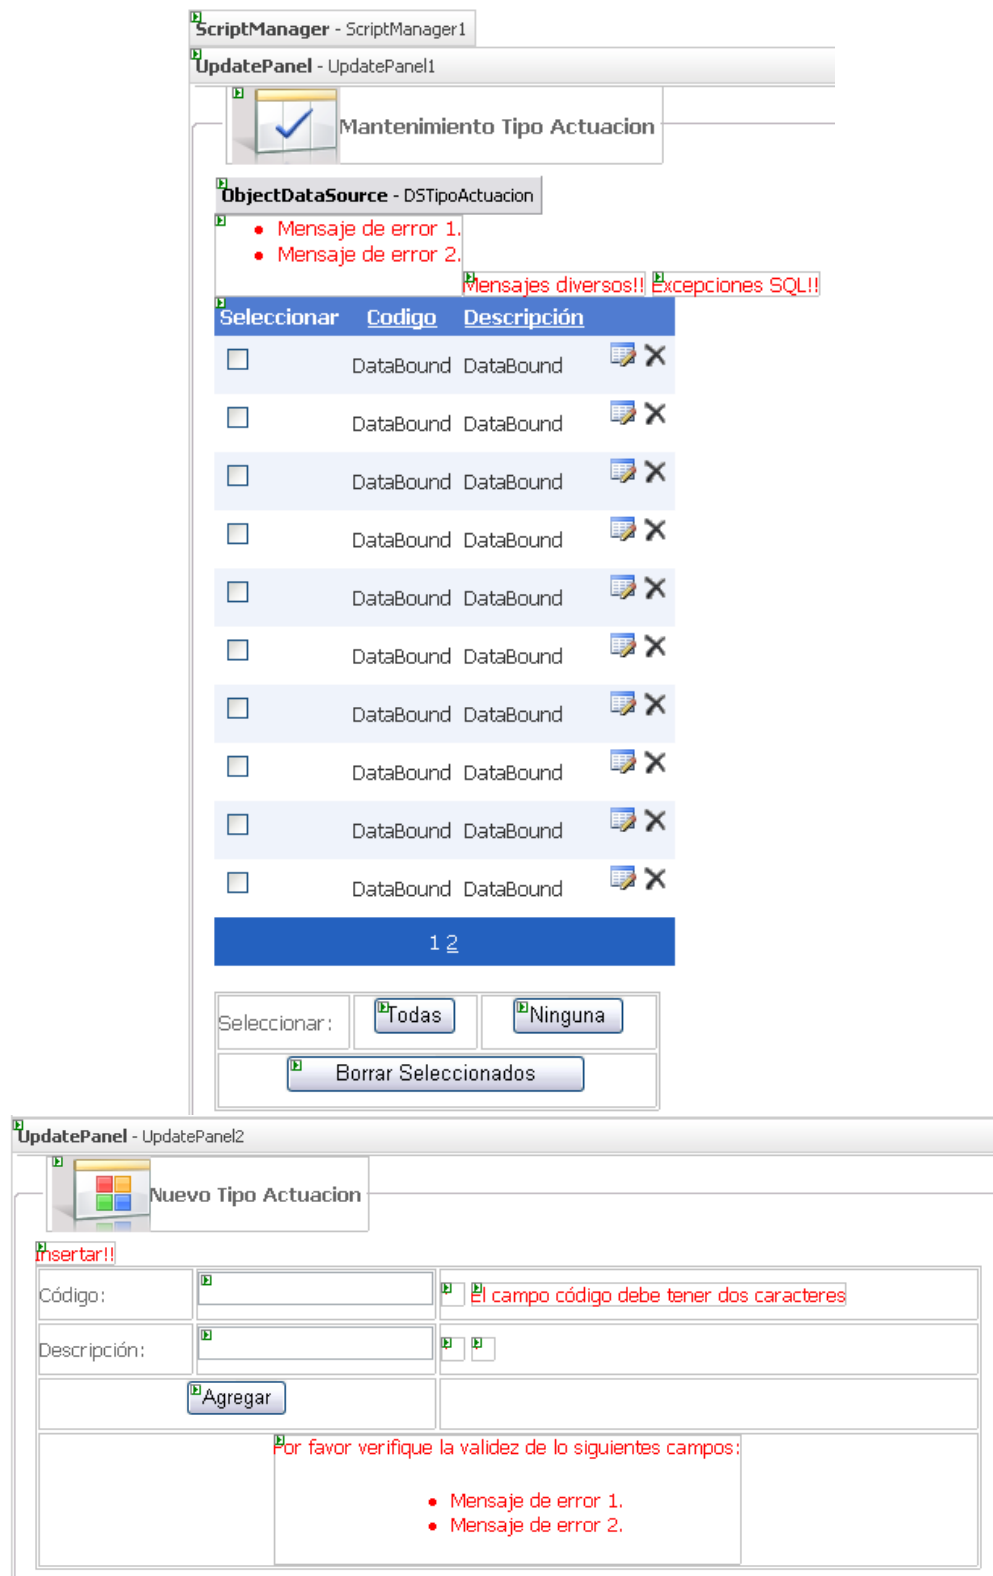 ScriptManager - ScriptManager1
UpdatePanel - UpdatePanel1
Mantenimiento Tipo Actuacion
ObjectDataSource - DSTipoActuacion
• Mensaje de error 1.
• Mensaje de error 2.
Mensajes diversos!! Excepciones SQL!!
Seleccionar Codigo Descripción
DataBound DataBound
DataBound DataBound
DataBound DataBound
DataBound DataBound
DataBound DataBound
DataBound DataBound
DataBound DataBound
DataBound DataBound
DataBound DataBound
DataBound DataBound
1 2
Seleccionar: Todas Ninguna
Borrar Seleccionados
UpdatePanel - UpdatePanel2
Nuevo Tipo Actuacion
Insertar!!
Código: El campo código debe tener dos caracteres
Descripción:
Agregar
Por favor verifique la validez de lo siguientes campos:
• Mensaje de error 1.
• Mensaje de error 2.